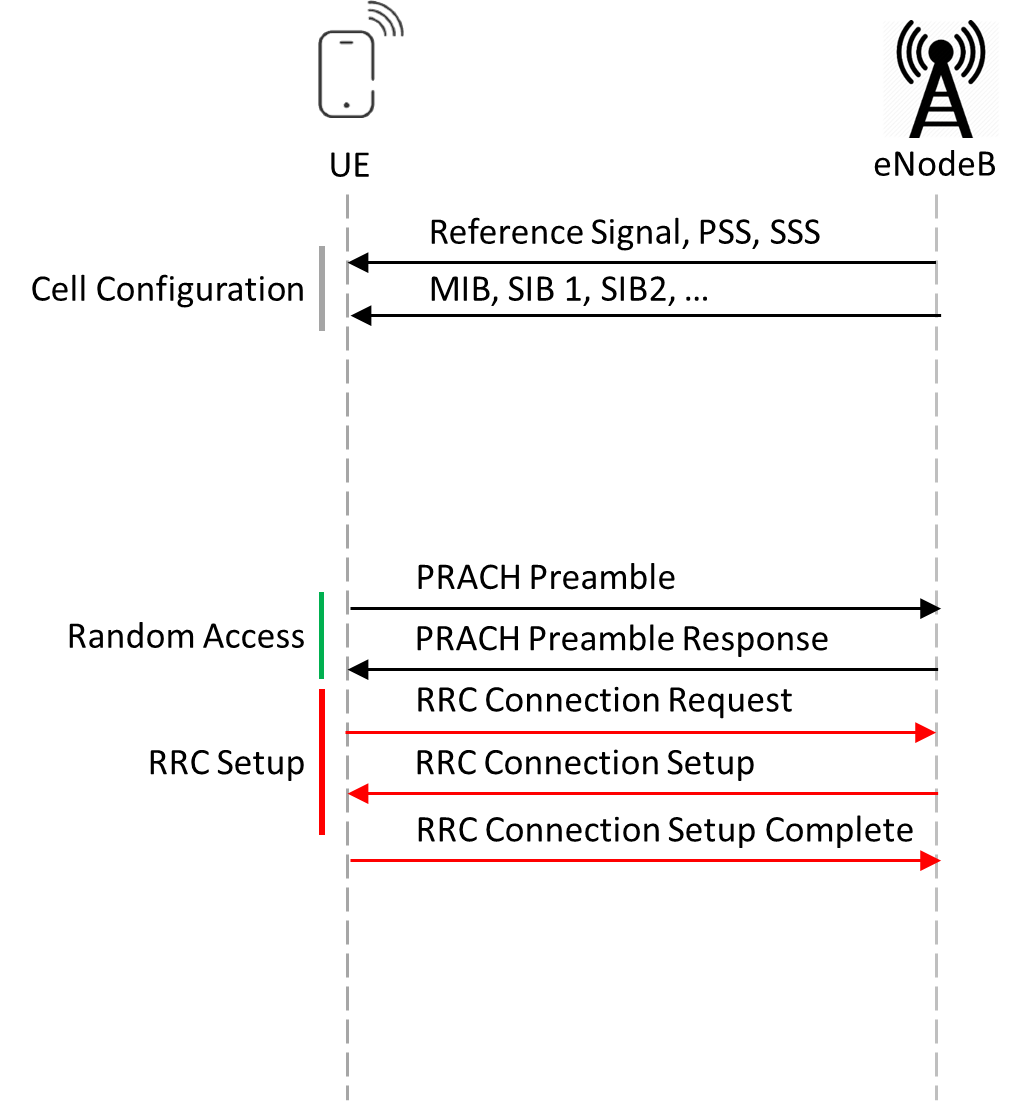 UE
eNodeB
Reference Signal, PSS, SSS
Cell Configuration
MIB, SIB 1, SIB2, ...
PRACH Preamble
Random Access
PRACH Preamble Response
RRC Connection Request
RRC Setup
RRC Connection Setup
RRC Connection Setup Complete